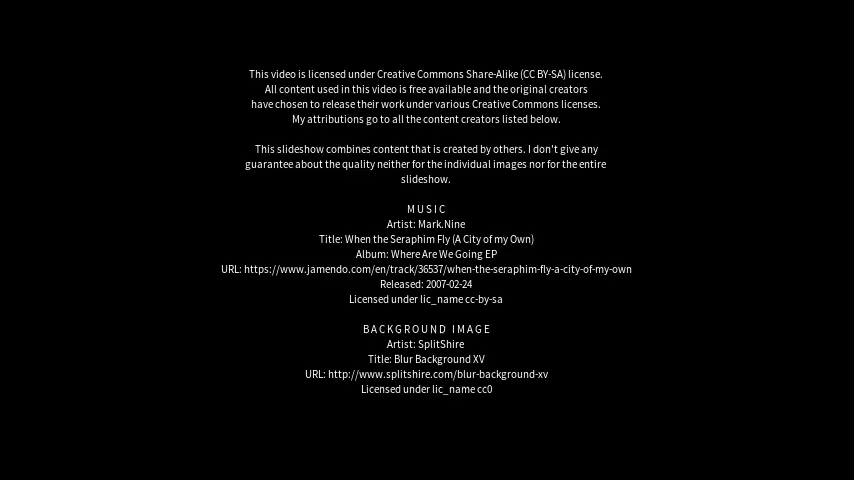 This video is licensed under Creative Commons Share-Alike (CC BY-SA) license.
All content used in this video is free available and the original creators
have chosen to release their work under various Creative Commons licenses.
My attributions go to all the content creators listed below.
This slideshow combines content that is created by others. I don't give any
guarantee about the quality neither for the individual images nor for the entire
slideshow.
MUSIC
Artist: Mark.Nine
Title: When the Seraphim Fly (A City of my Own)
Album: Where Are We Going EP
URL: https://www.jamendo.com/en/track/36537/when-the-seraphim-fly-a-city-of-my-own
Released: 2007-02-24
Licensed under lic_name cc-by-sa
BACKGROUND IMAGE
Artist: SplitShire
Title: Blur Background XV
URL: http://www.splitshire.com/blur-background-xv
Licensed under lic_name cc0